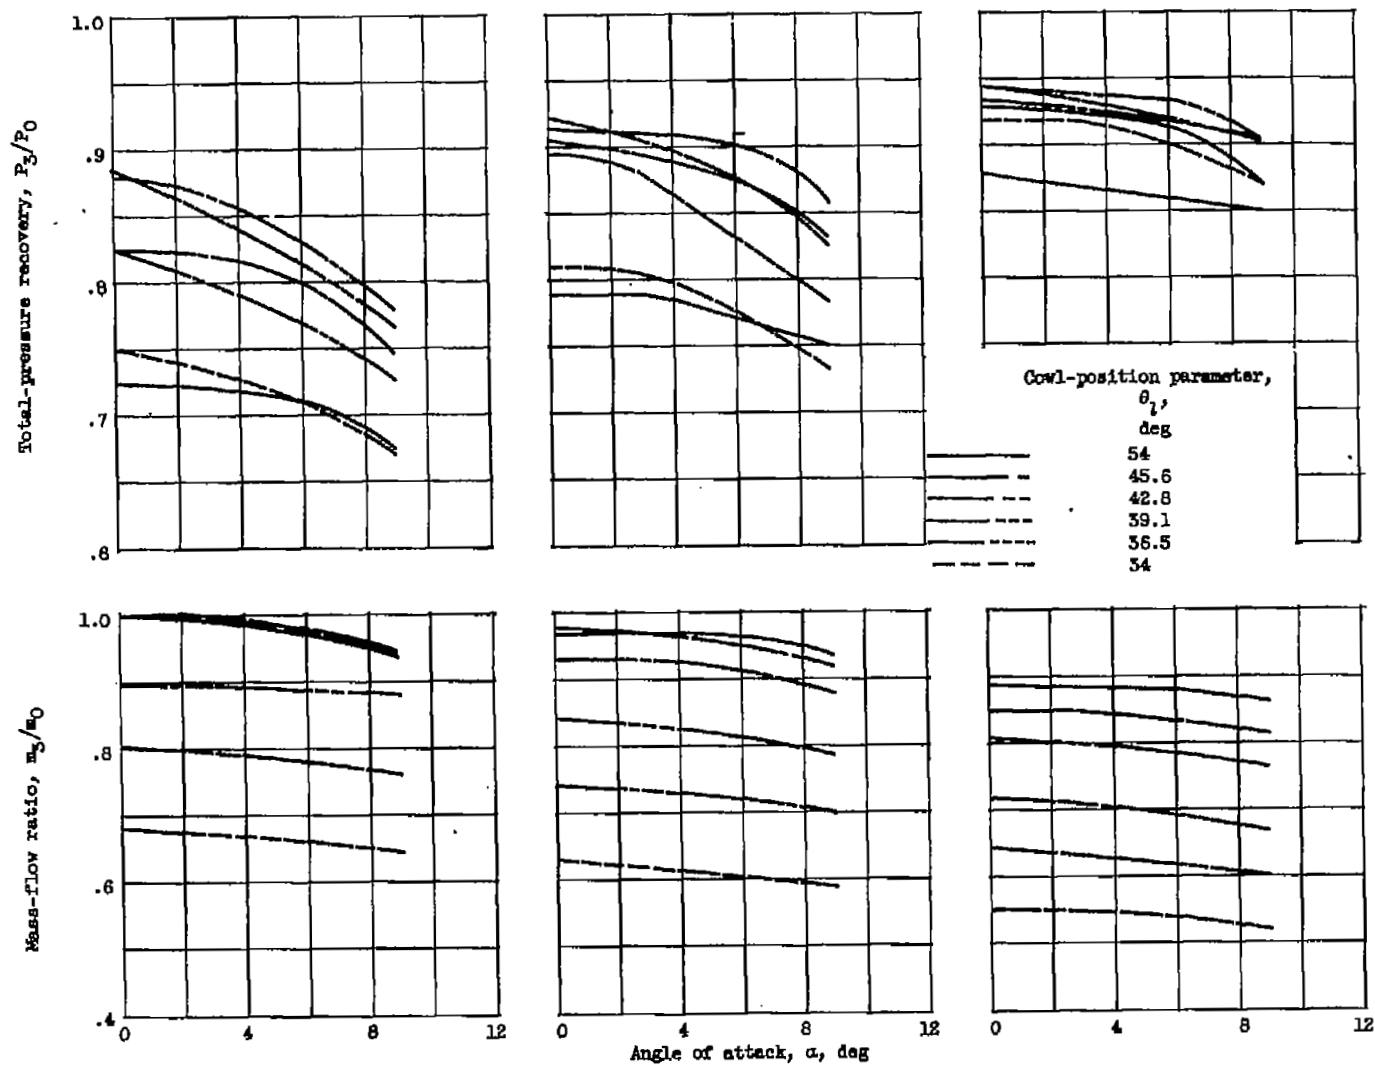 1.0
.9
.8
.7
.6
Total-pressure recovery, P3/P0
Cowl-position parameter,
θl,
deg
54
45.6
42.8
39.1
36.5
34
1.0
.8
.6
.4
Mass-flow ratio, m3/m0
0 4 8 12 0 4 8 12 0 4 8 12
Angle of attack, α, deg